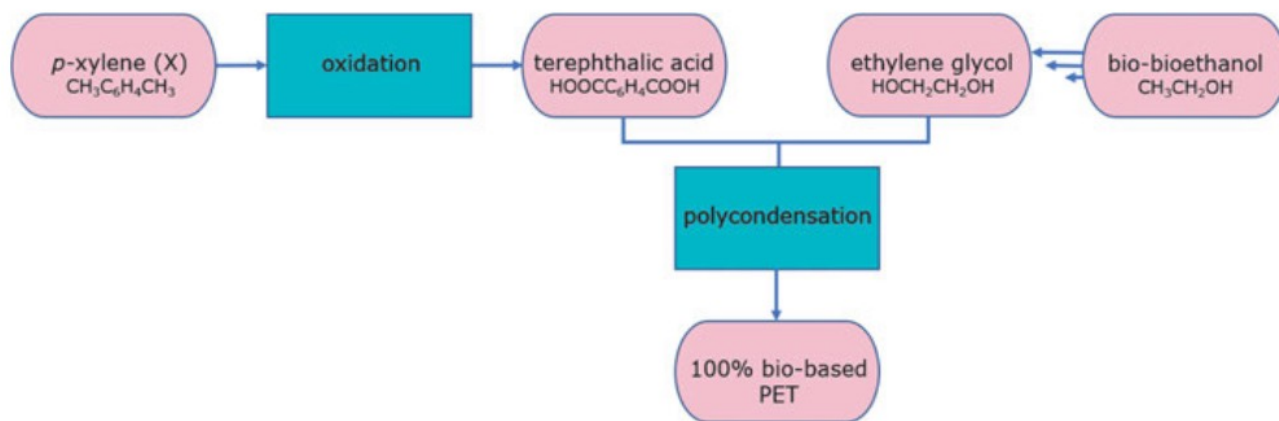 p-xylene (X)
CH₃C₆H₄CH₃
oxidation
terephthalic acid
HOOCC₆H₄COOH
ethylene glycol
HOCH₂CH₂OH
bio-bioethanol
CH₃CH₂OH
polycondensation
100% bio-based
PET